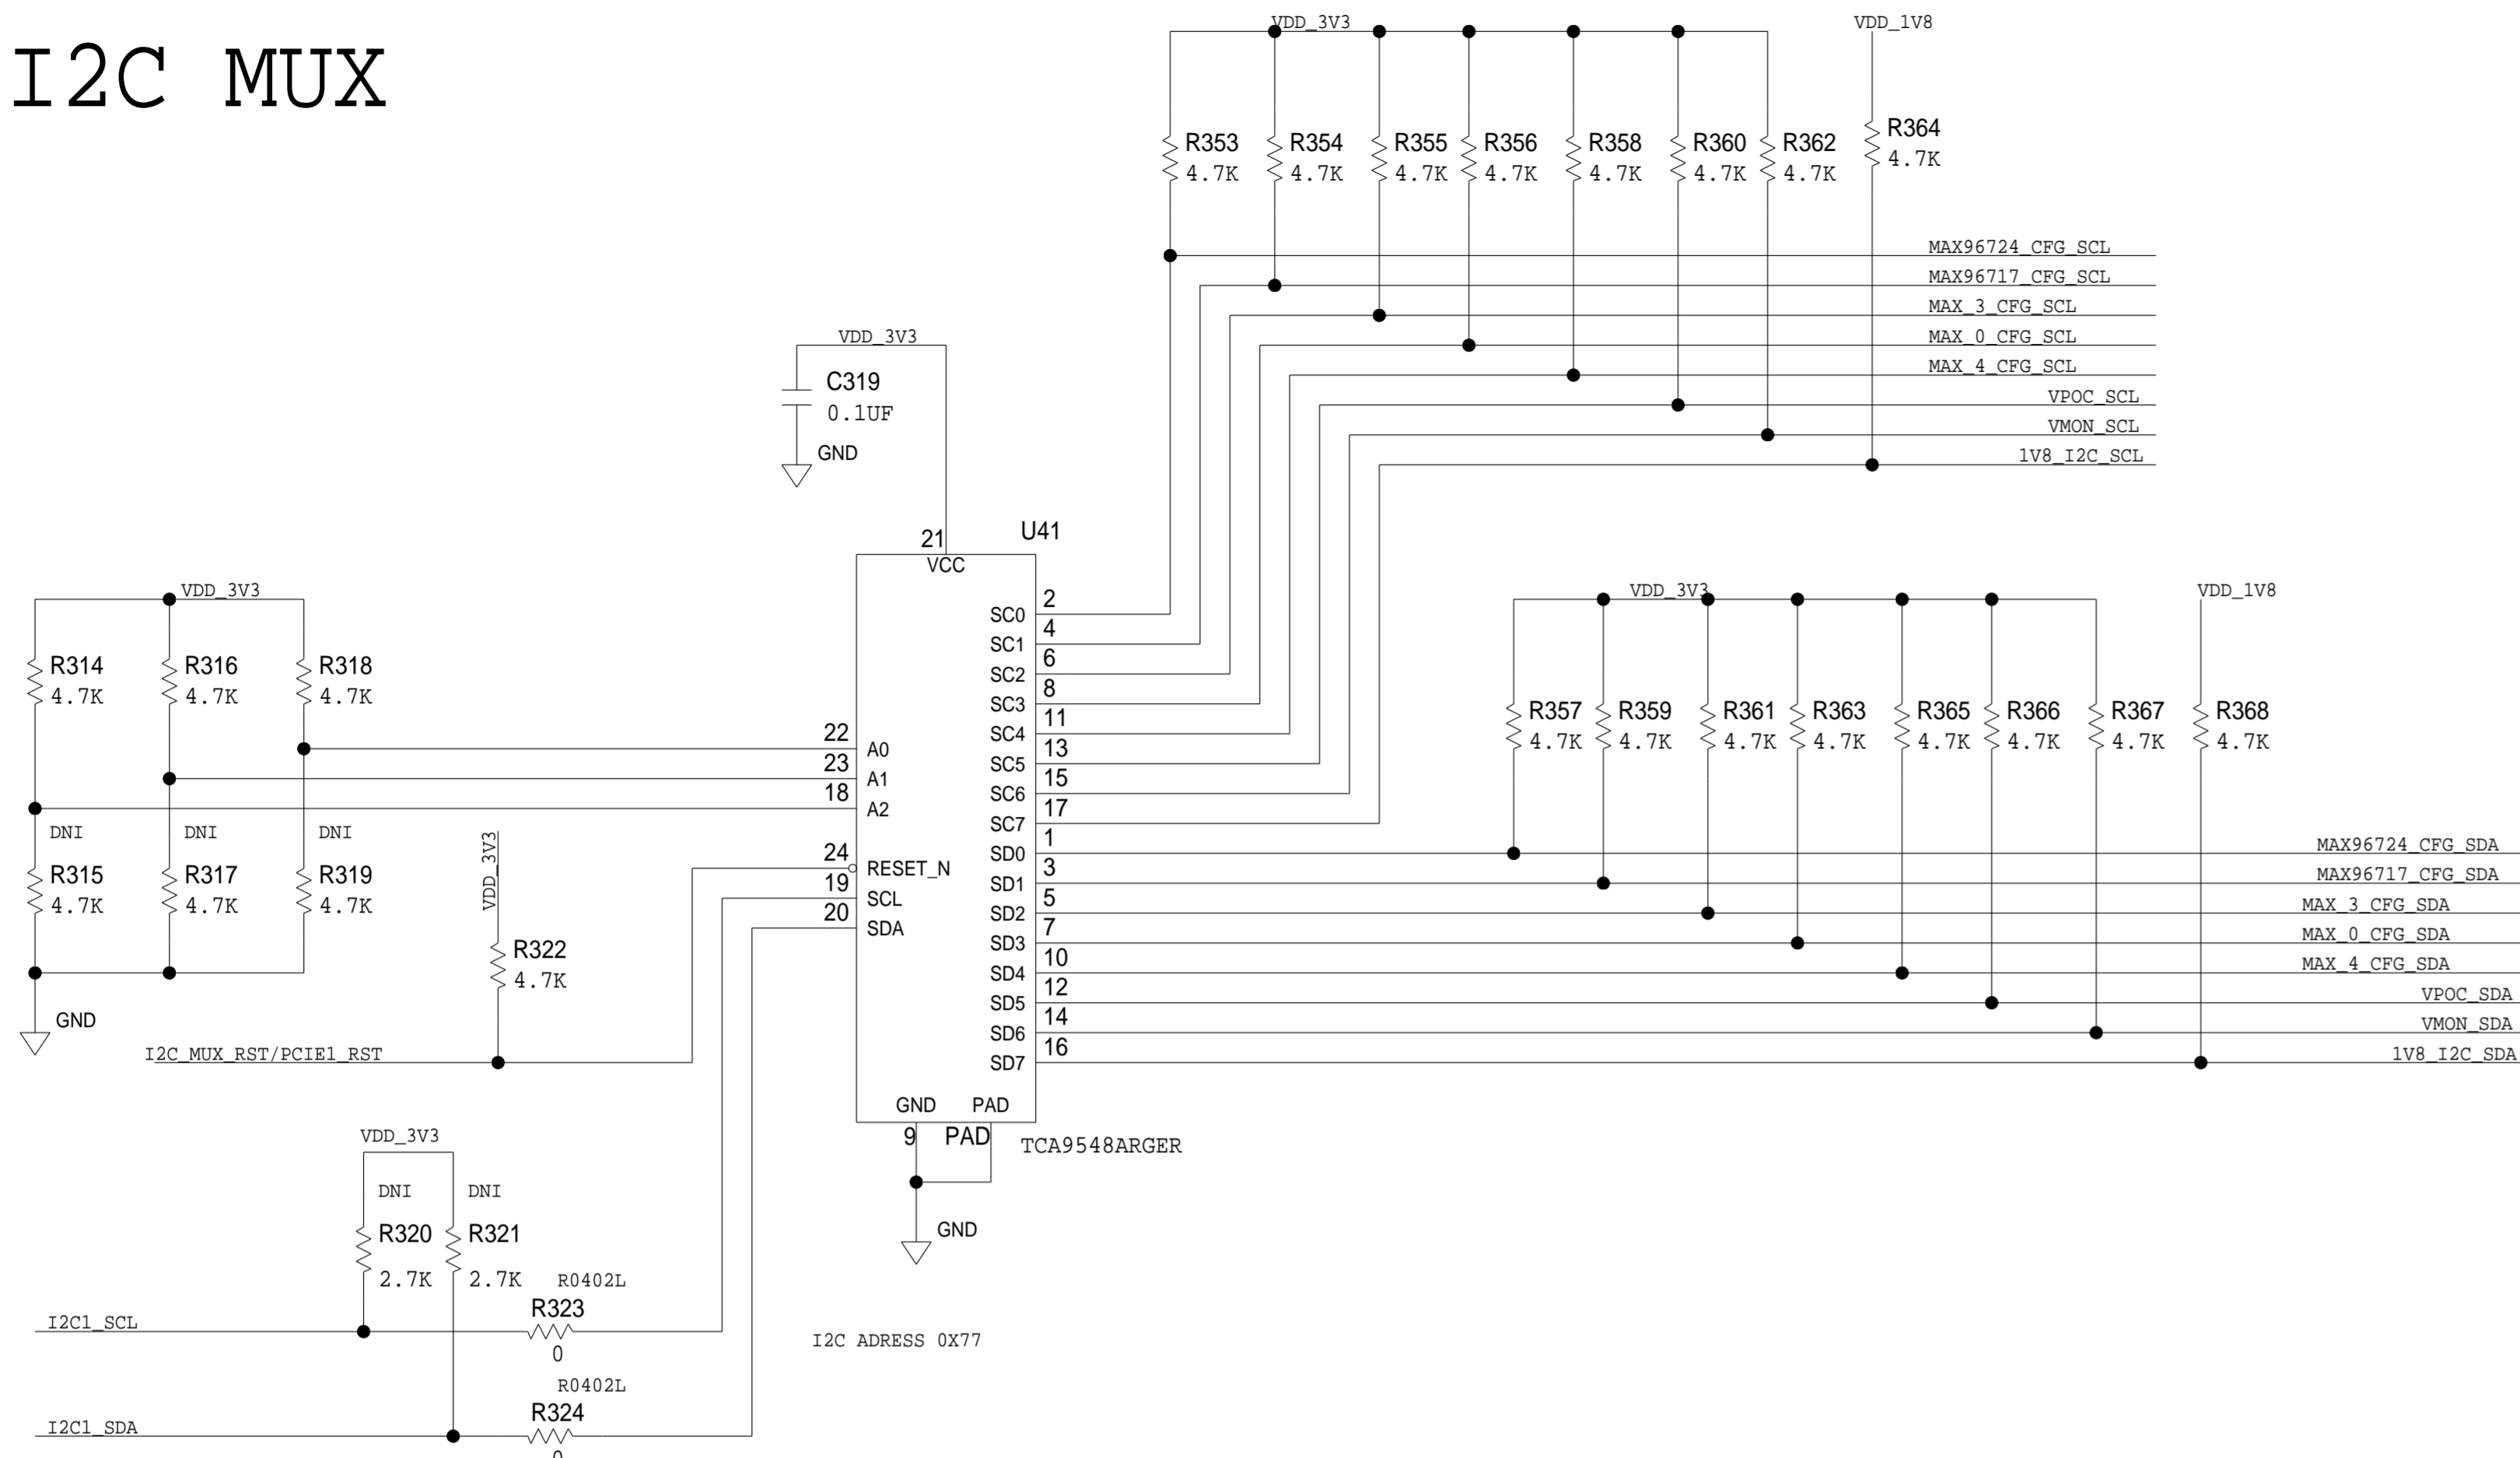 I2C MUX
VDD_3V3
VDD_1V8
R353
4.7K
R354
4.7K
R355
4.7K
R356
4.7K
R358
4.7K
R360
4.7K
R362
4.7K
R364
4.7K
MAX96724_CFG_SCL
MAX96717_CFG_SCL
MAX_3_CFG_SCL
MAX_0_CFG_SCL
MAX_4_CFG_SCL
VPOC_SCL
VMON_SCL
1V8_I2C_SCL
VDD_3V3
C319
0.1UF
GND
U41
21
VCC
VDD_3V3
R314
4.7K
R316
4.7K
R318
4.7K
22 A0
23 A1
18 A2
DNI
DNI
DNI
R315
4.7K
R317
4.7K
R319
4.7K
GND
VDD_3V3
R322
4.7K
I2C_MUX_RST/PCIE1_RST
24 RESET_N
19 SCL
20 SDA
SC0 2
SC1 4
SC2 6
SC3 8
SC4 11
SC5 13
SC6 15
SC7 17
SD0 1
SD1 3
SD2 5
SD3 7
SD4 10
SD5 12
SD6 14
SD7 16
GND PAD
9 PAD
TCA9548ARGER
GND
VDD_3V3
VDD_1V8
R357
4.7K
R359
4.7K
R361
4.7K
R363
4.7K
R365
4.7K
R366
4.7K
R367
4.7K
R368
4.7K
MAX96724_CFG_SDA
MAX96717_CFG_SDA
MAX_3_CFG_SDA
MAX_0_CFG_SDA
MAX_4_CFG_SDA
VPOC_SDA
VMON_SDA
1V8_I2C_SDA
VDD_3V3
DNI
DNI
R320
2.7K
R321
2.7K
I2C1_SCL
R0402L
R323
0
I2C ADRESS 0X77
I2C1_SDA
R0402L
R324
0